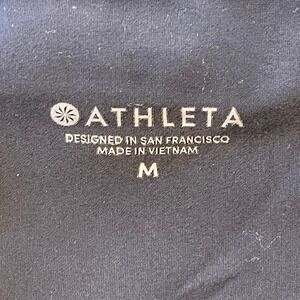 ATHLETA
DESIGNED IN SAN FRANCISCO
MADE IN VIETNAM
M